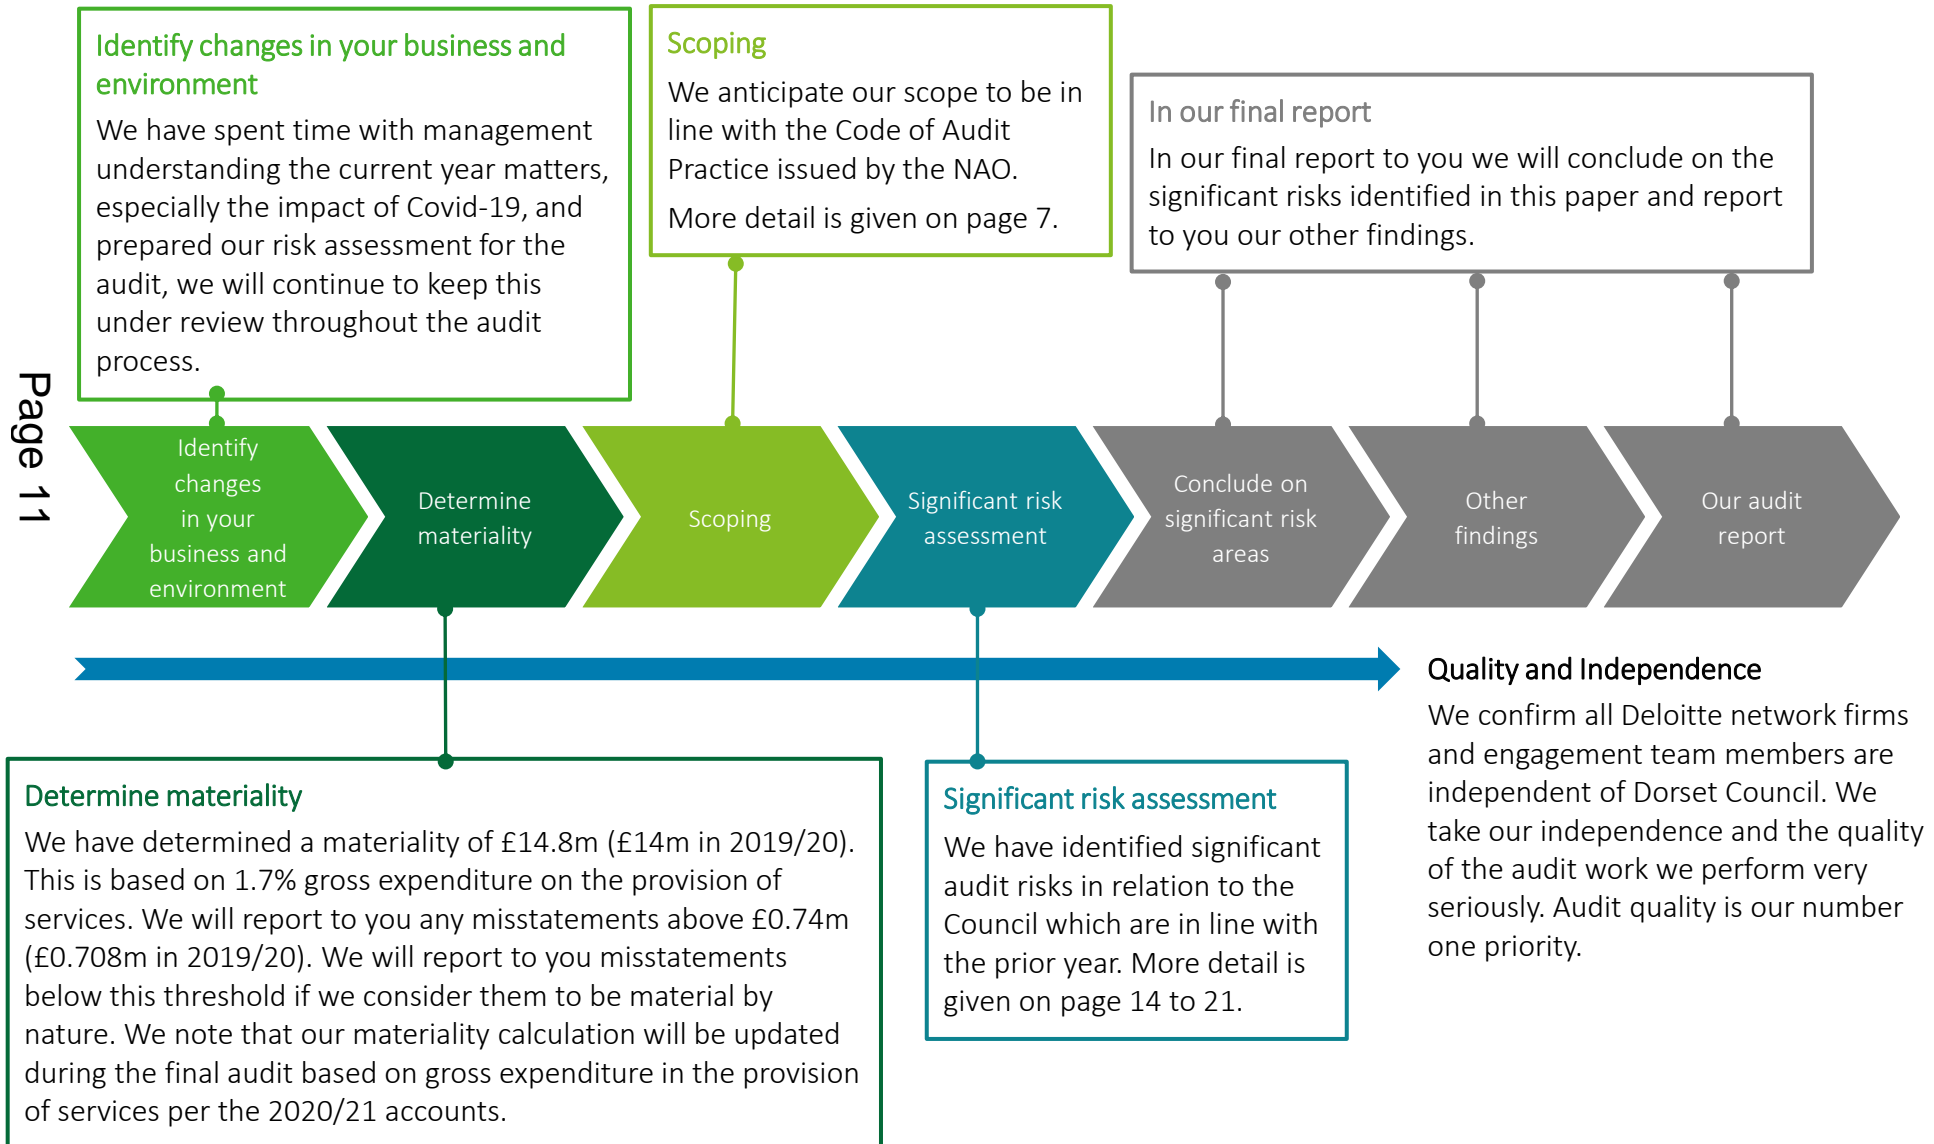 Identify changes in your business and
environment
We have spent time with management
understanding the current year matters,
especially the impact of Covid-19, and
prepared our risk assessment for the
audit, we will continue to keep this
under review throughout the audit
process.
Scoping
We anticipate our scope to be in
line with the Code of Audit
Practice issued by the NAO.
More detail is given on page 7.
In our final report
In our final report to you we will conclude on the
significant risks identified in this paper and report
to you our other findings.
Page 11
Identify
changes
in your
business and
environment
Determine
materiality
Scoping
Significant risk
assessment
Conclude on
significant risk
areas
Other
findings
Our audit
report
Determine materiality
We have determined a materiality of £14.8m (£14m in 2019/20).
This is based on 1.7% gross expenditure on the provision of
services. We will report to you any misstatements above £0.74m
(£0.708m in 2019/20). We will report to you misstatements
below this threshold if we consider them to be material by
nature. We note that our materiality calculation will be updated
during the final audit based on gross expenditure in the provision
of services per the 2020/21 accounts.
Significant risk assessment
We have identified significant
audit risks in relation to the
Council which are in line with
the prior year. More detail is
given on page 14 to 21.
Quality and Independence
We confirm all Deloitte network firms
and engagement team members are
independent of Dorset Council. We
take our independence and the quality
of the audit work we perform very
seriously. Audit quality is our number
one priority.